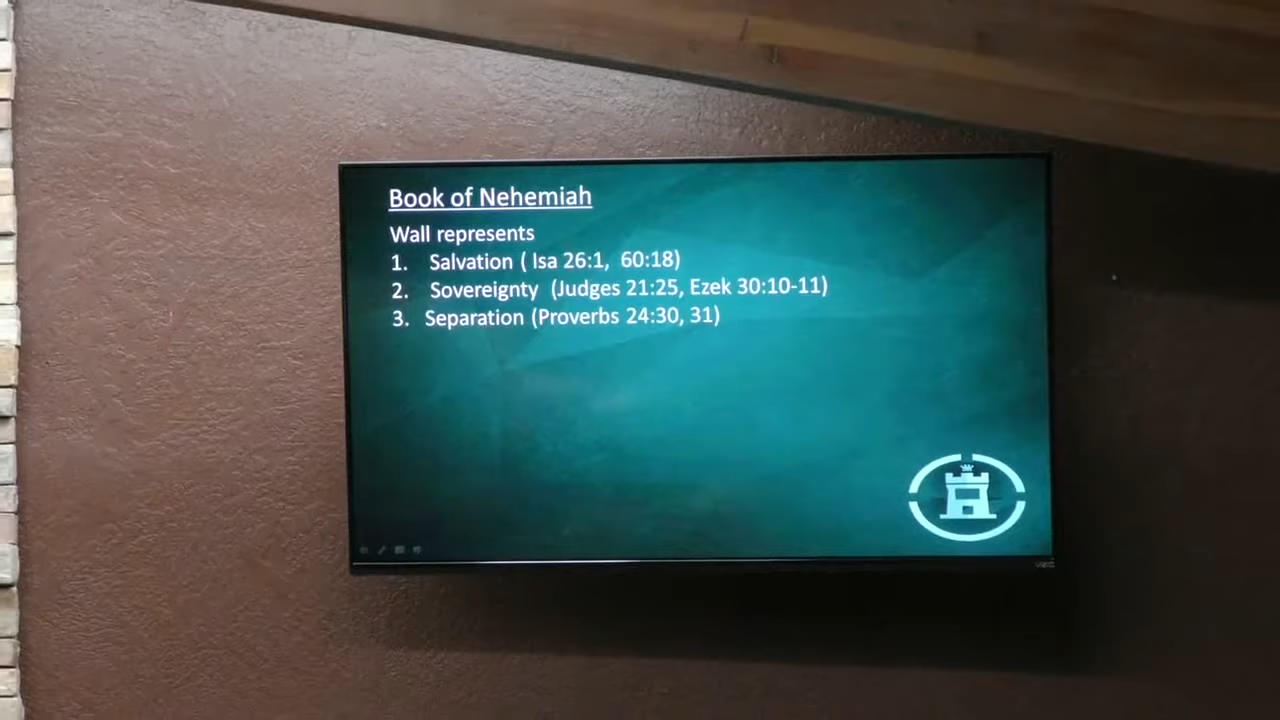 Book of Nehemiah
Wall represents
1. Salvation ( Isa 26:1, 60:18)
2. Sovereignty (Judges 21:25, Ezek 30:10-11)
3. Separation (Proverbs 24:30, 31)
VIZIO